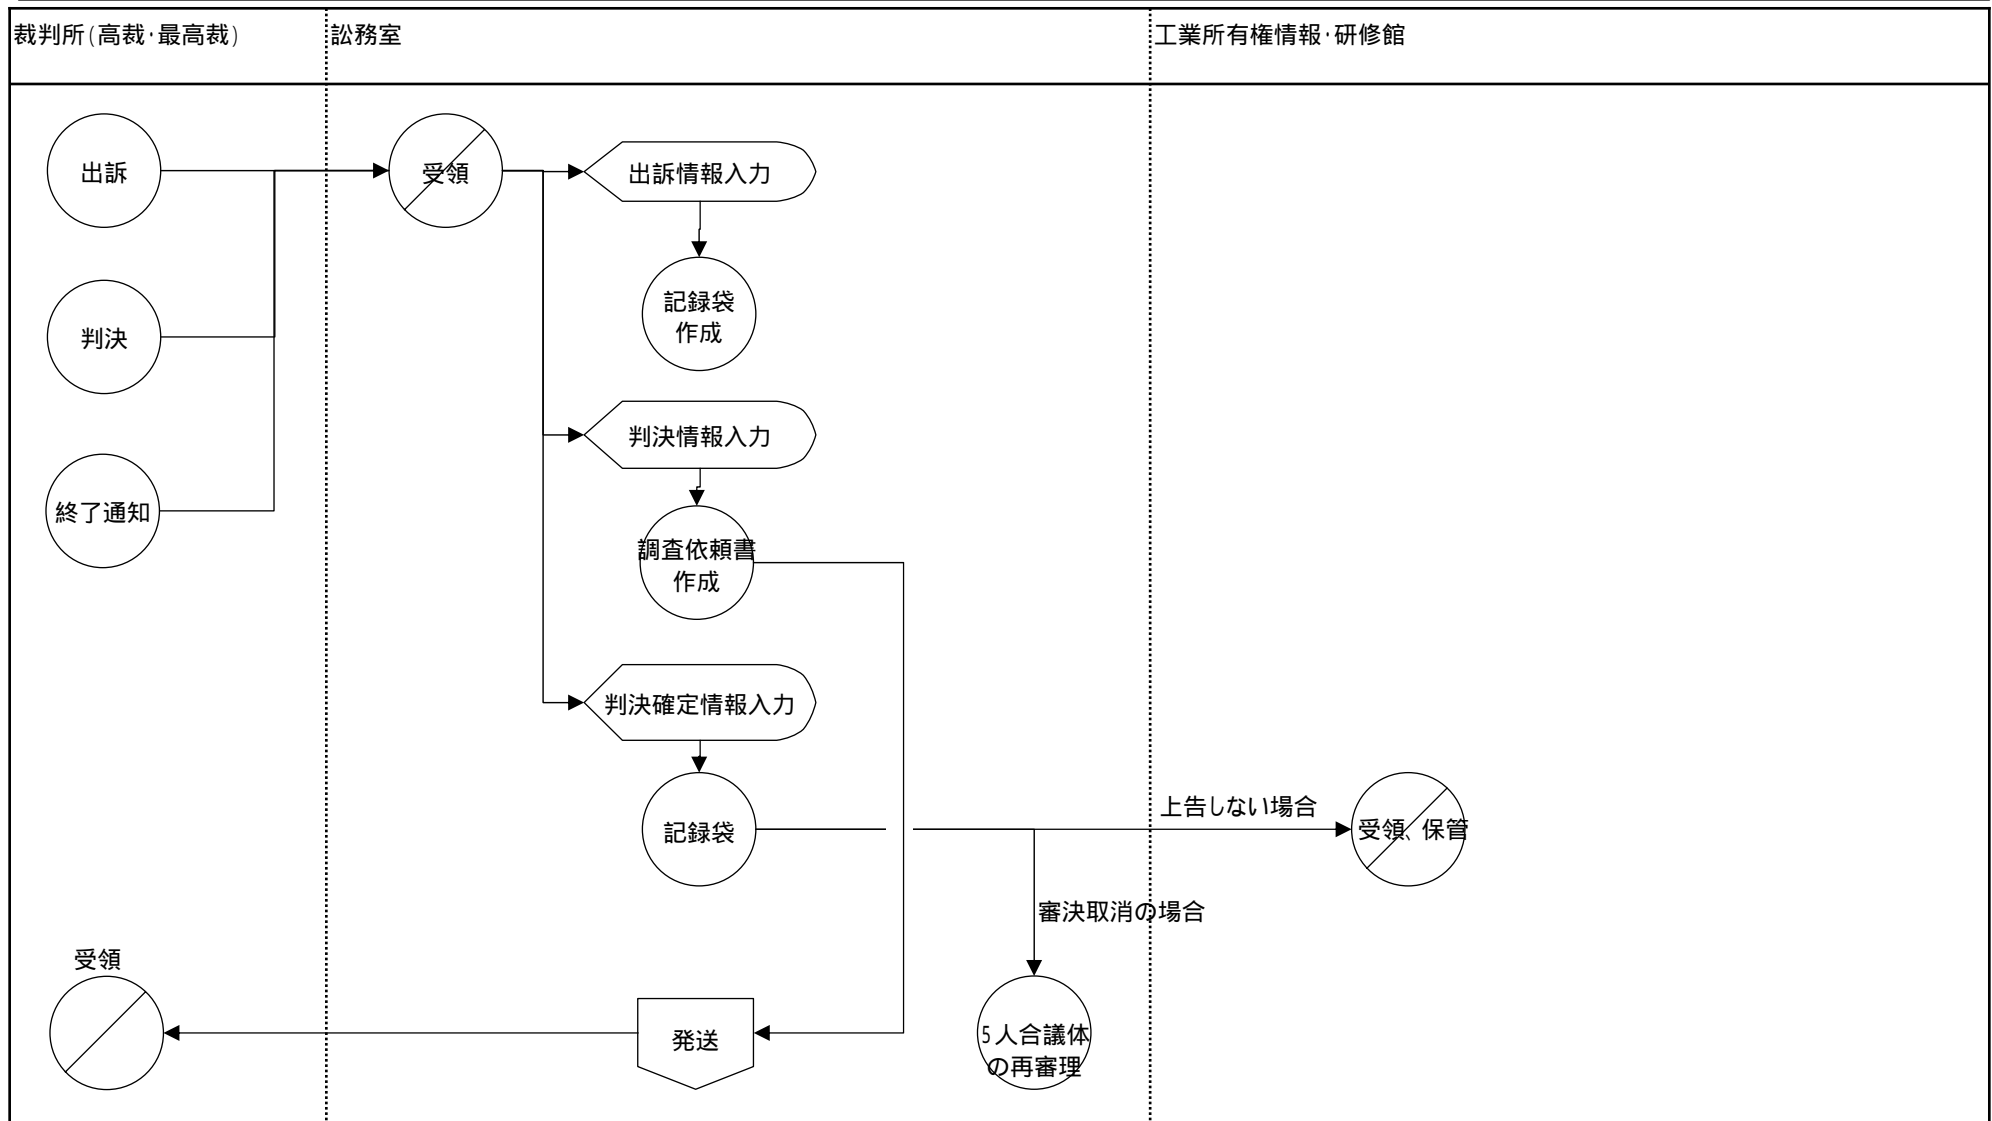 裁判所(高裁・最高裁)
訟務室
工業所有権情報・研修館
出訴
受領
出訴情報入力
記録袋
作成
判決
判決情報入力
終了通知
調査依頼書
作成
判決確定情報入力
記録袋
上告しない場合
受領、保管
審決取消の場合
受領
発送
5人合議体
の再審理